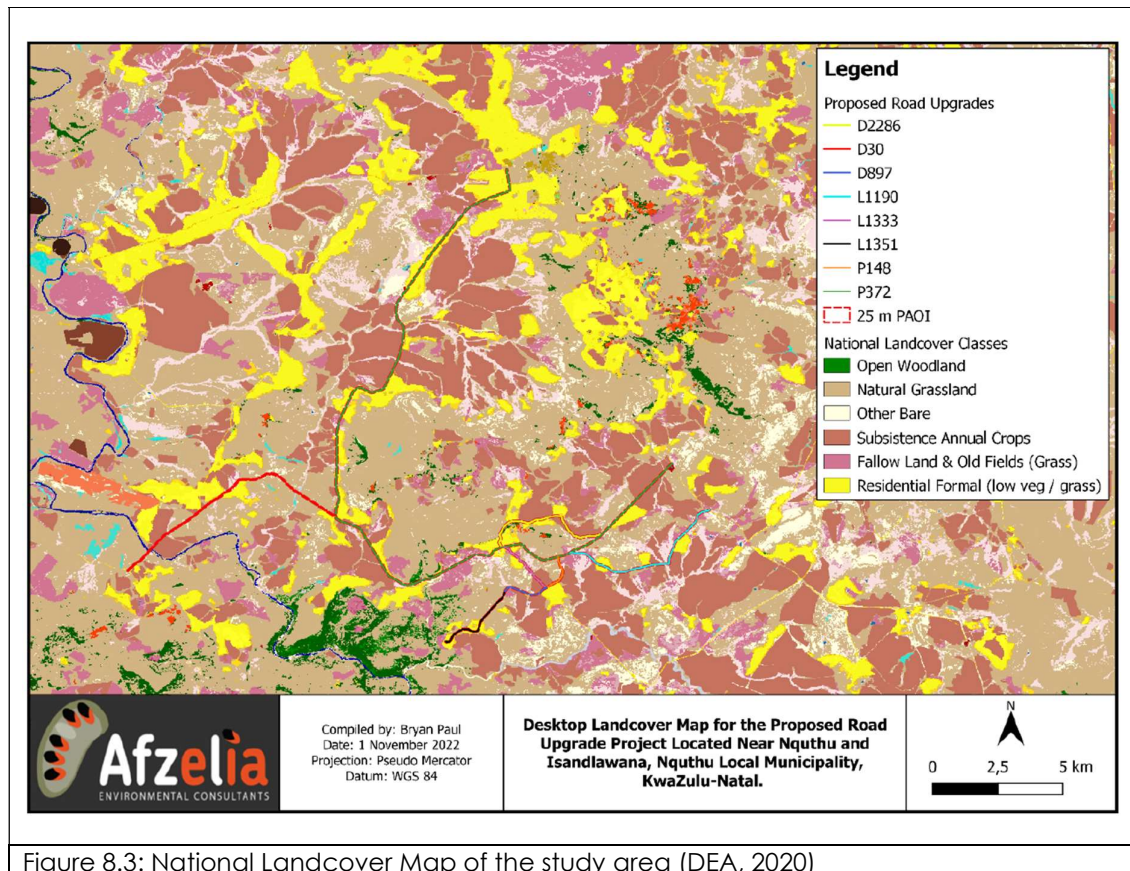 Legend
Proposed Road Upgrades
D2286
D30
D897
L1190
L1333
L1351
P148
P372
25 m PAOI
National Landcover Classes
Open Woodland
Natural Grassland
Other Bare
Subsistence Annual Crops
Fallow Land & Old Fields (Grass)
Residential Formal (low veg / grass)
Afzelia
ENVIRONMENTAL CONSULTANTS
Compiled by: Bryan Paul
Date: 1 November 2022
Projection: Pseudo Mercator
Datum: WGS 84
Desktop Landcover Map for the Proposed Road
Upgrade Project Located Near Nquthu and
Isandlawana, Nquthu Local Municipality,
KwaZulu-Natal.
N
0 2,5 5 km
Figure 8.3: National Landcover Map of the study area (DEA, 2020)